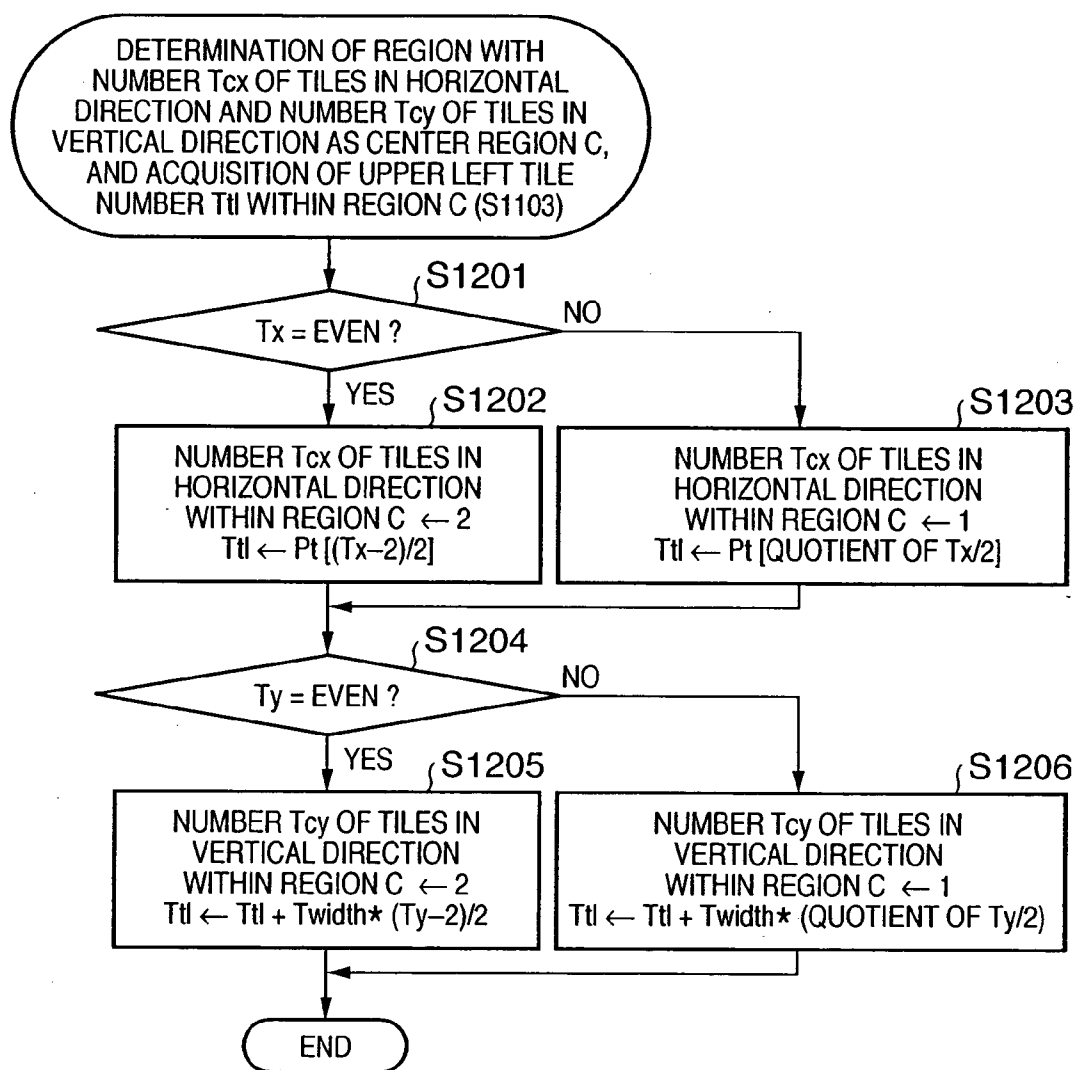 DETERMINATION OF REGION WITH
NUMBER Tcx OF TILES IN HORIZONTAL
DIRECTION AND NUMBER Tcy OF TILES IN
VERTICAL DIRECTION AS CENTER REGION C,
AND ACQUISITION OF UPPER LEFT TILE
NUMBER Ttl WITHIN REGION C (S1103)
S1201
Tx = EVEN ?
NO
YES
S1202
NUMBER Tcx OF TILES IN
HORIZONTAL DIRECTION
WITHIN REGION C ← 2
Ttl ← Pt [(Tx–2)/2]
S1203
NUMBER Tcx OF TILES IN
HORIZONTAL DIRECTION
WITHIN REGION C ← 1
Ttl ← Pt [QUOTIENT OF Tx/2]
S1204
Ty = EVEN ?
NO
YES
S1205
NUMBER Tcy OF TILES IN
VERTICAL DIRECTION
WITHIN REGION C ← 2
Ttl ← Ttl + Twidth* (Ty–2)/2
S1206
NUMBER Tcy OF TILES IN
VERTICAL DIRECTION
WITHIN REGION C ← 1
Ttl ← Ttl + Twidth* (QUOTIENT OF Ty/2)
END